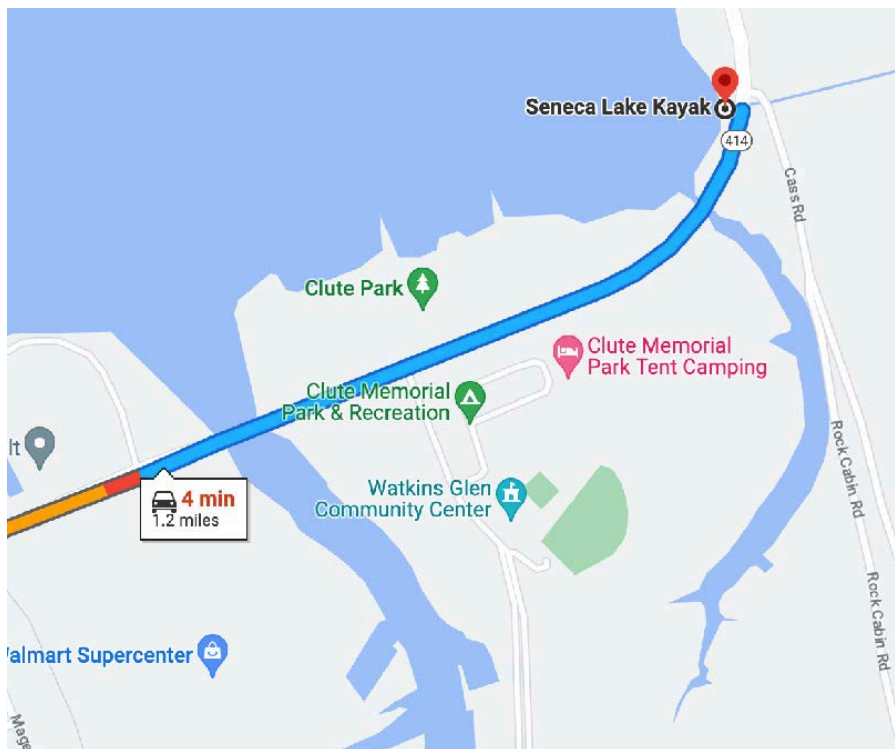 Seneca Lake Kayak
414
Cass Rd
Clute Park
Clute Memorial
Park Tent Camping
Clute Memorial
Park & Recreation
Rock Cabin Rd
lt
4 min
1.2 miles
Watkins Glen
Community Center
Rock Cabin Rd
Walmart Supercenter
Mage